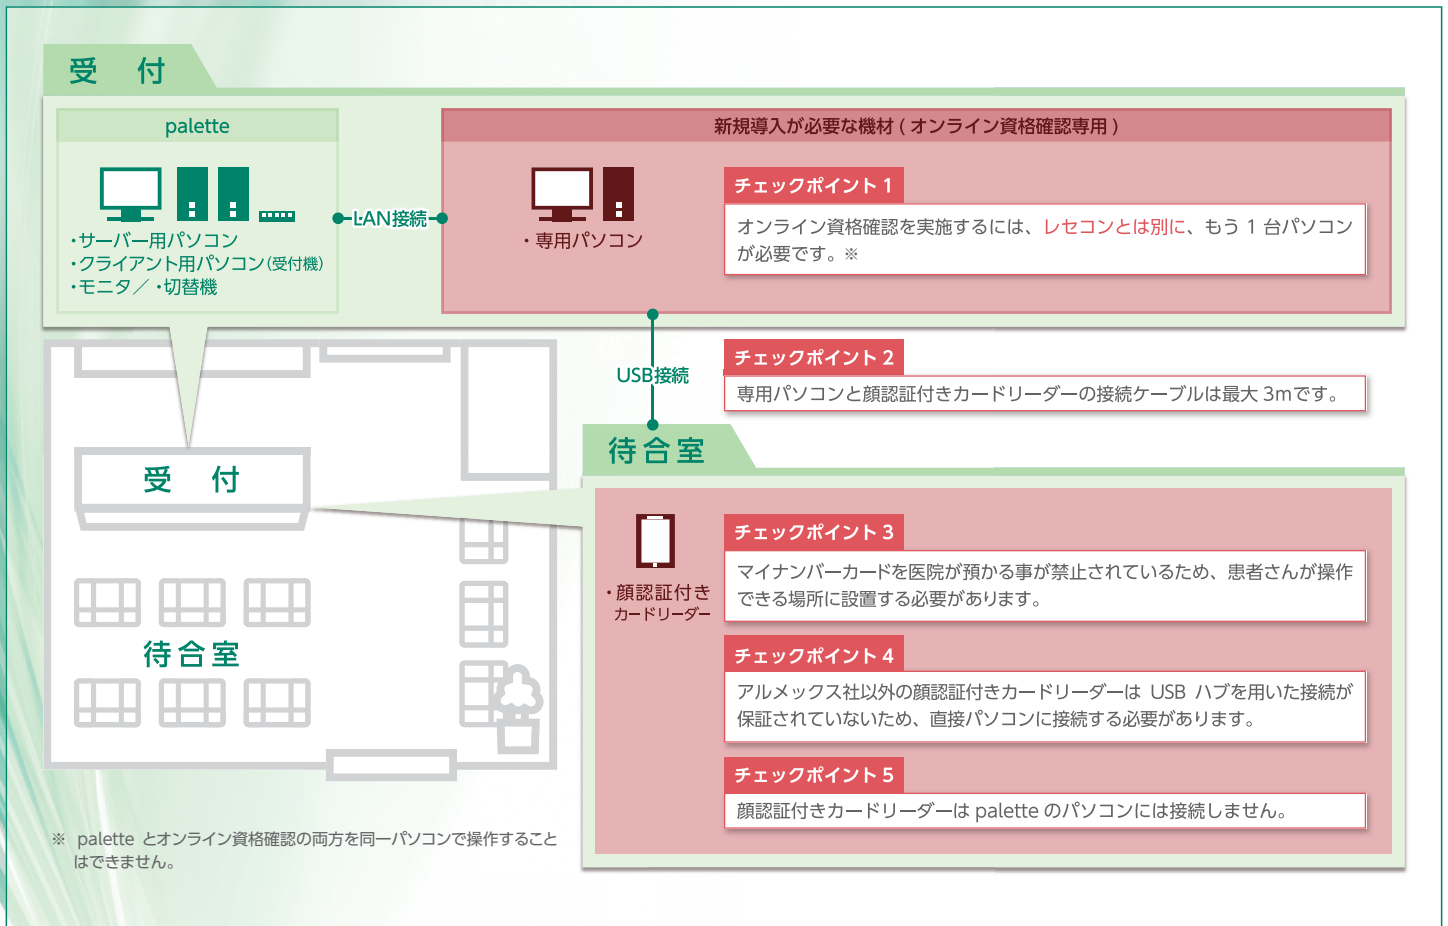 受 付
palette
・サーバー用パソコン
・クライアント用パソコン(受付機)
・モニタ／・切替機
LAN接続
新規導入が必要な機材 ( オンライン資格確認専用 )
・専用パソコン
チェックポイント 1
オンライン資格確認を実施するには、レセコンとは別に、もう 1 台パソコン
が必要です。※
USB接続
チェックポイント 2
専用パソコンと顔認証付きカードリーダーの接続ケーブルは最大 3mです。
受 付
待合室
待合室
・顔認証付き
カードリーダー
チェックポイント 3
マイナンバーカードを医院が預かる事が禁止されているため、患者さんが操作
できる場所に設置する必要があります。
チェックポイント 4
アルメックス社以外の顔認証付きカードリーダーは USB ハブを用いた接続が
保証されていないため、直接パソコンに接続する必要があります。
チェックポイント 5
顔認証付きカードリーダーは palette のパソコンには接続しません。
※ palette とオンライン資格確認の両方を同一パソコンで操作すること
はできません。